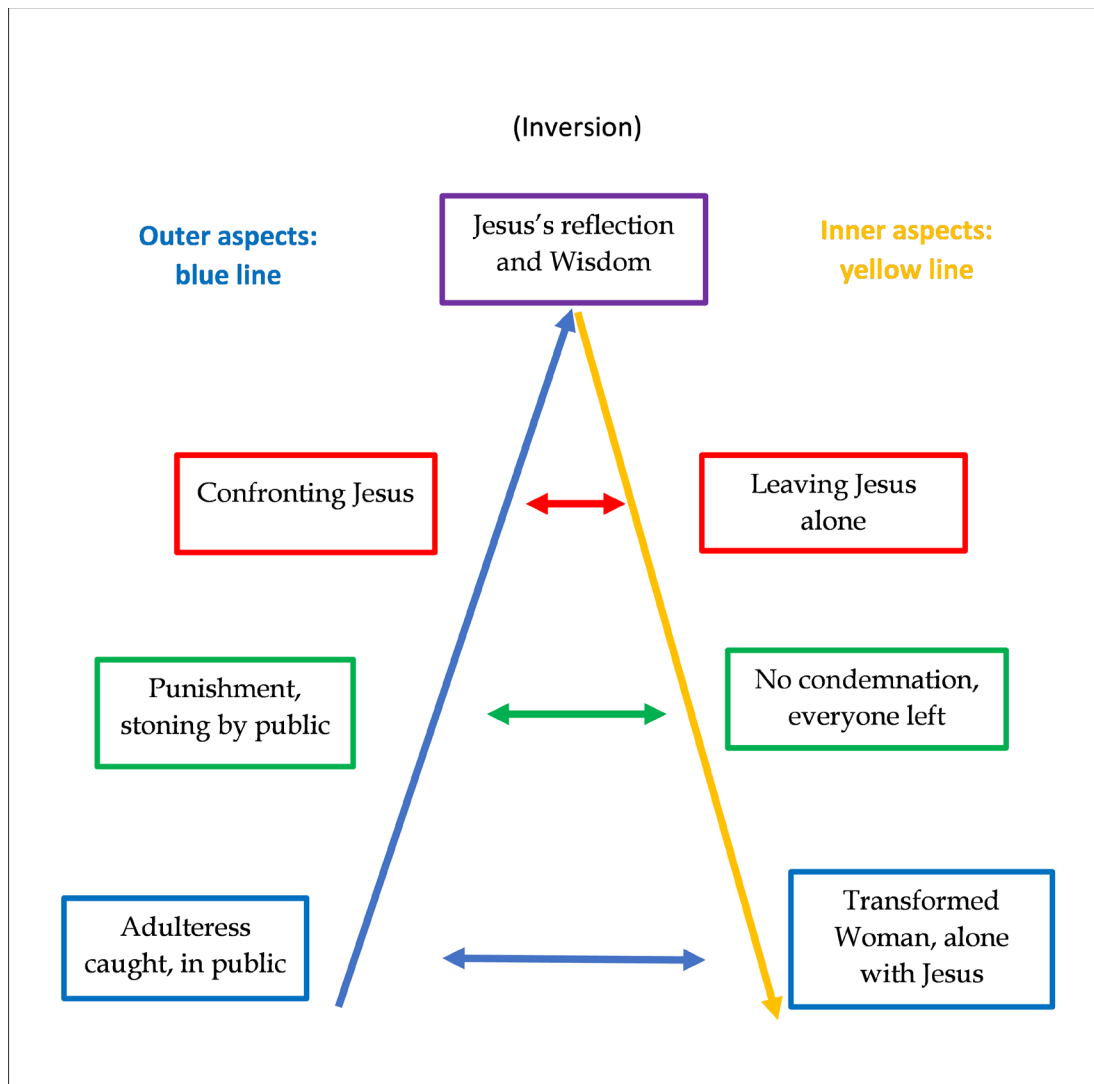 (Inversion)
Outer aspects:
blue line
Jesus’s reflection
and Wisdom
Inner aspects:
yellow line
Confronting Jesus
Leaving Jesus
alone
Punishment,
stoning by public
No condemnation,
everyone left
Adulteress
caught, in public
Transformed
Woman, alone
with Jesus